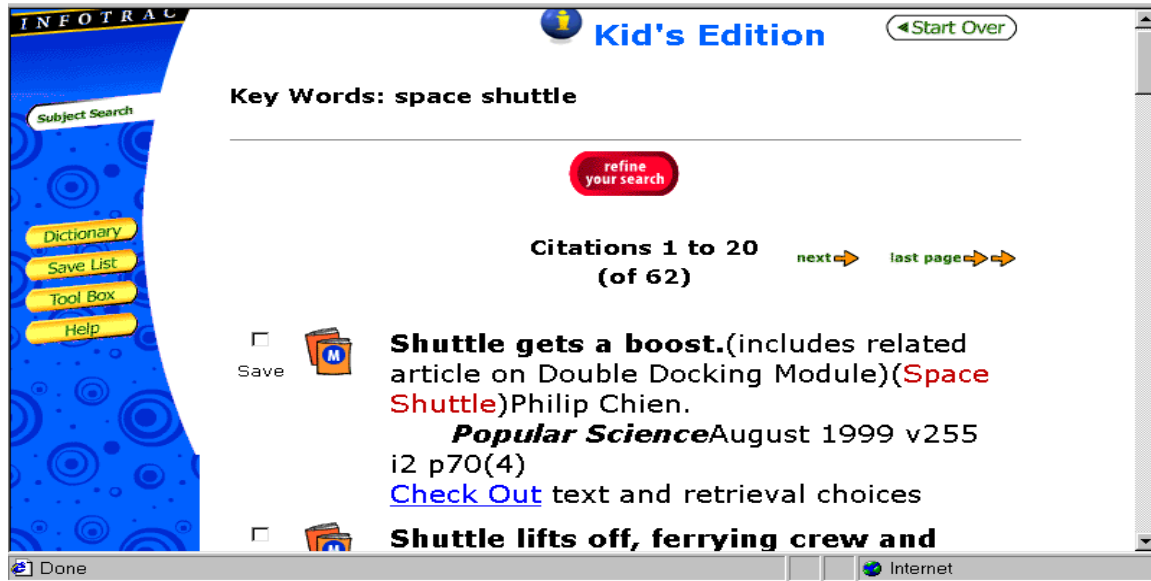 INFOTRAC
Kid's Edition
Start Over
Key Words: space shuttle
Subject Search
refine
your search
Dictionary
Save List
Tool Box
Help
Citations 1 to 20
(of 62)
next
last page
Save
M
Shuttle gets a boost.(includes related
article on Double Docking Module)(Space
Shuttle)Philip Chien.
Popular ScienceAugust 1999 v255
i2 p70(4)
Check Out text and retrieval choices
Shuttle lifts off, ferrying crew and
Done
Internet